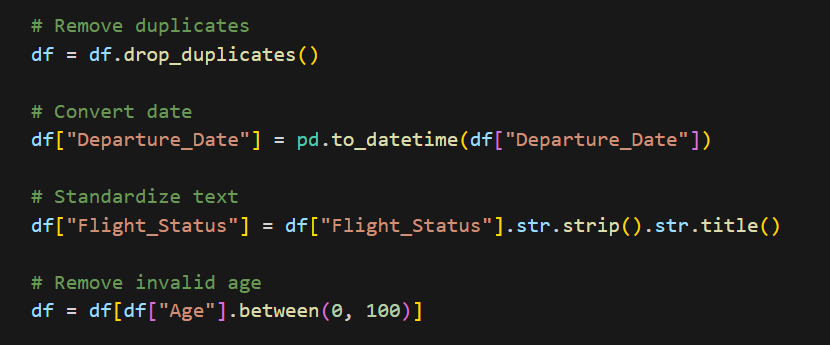 # Remove duplicates
df = df.drop_duplicates()
# Convert date
df["Departure_Date"] = pd.to_datetime(df["Departure_Date"])
# Standardize text
df["Flight_Status"] = df["Flight_Status"].str.strip().str.title()
# Remove invalid age
df = df[df["Age"].between(0, 100)]